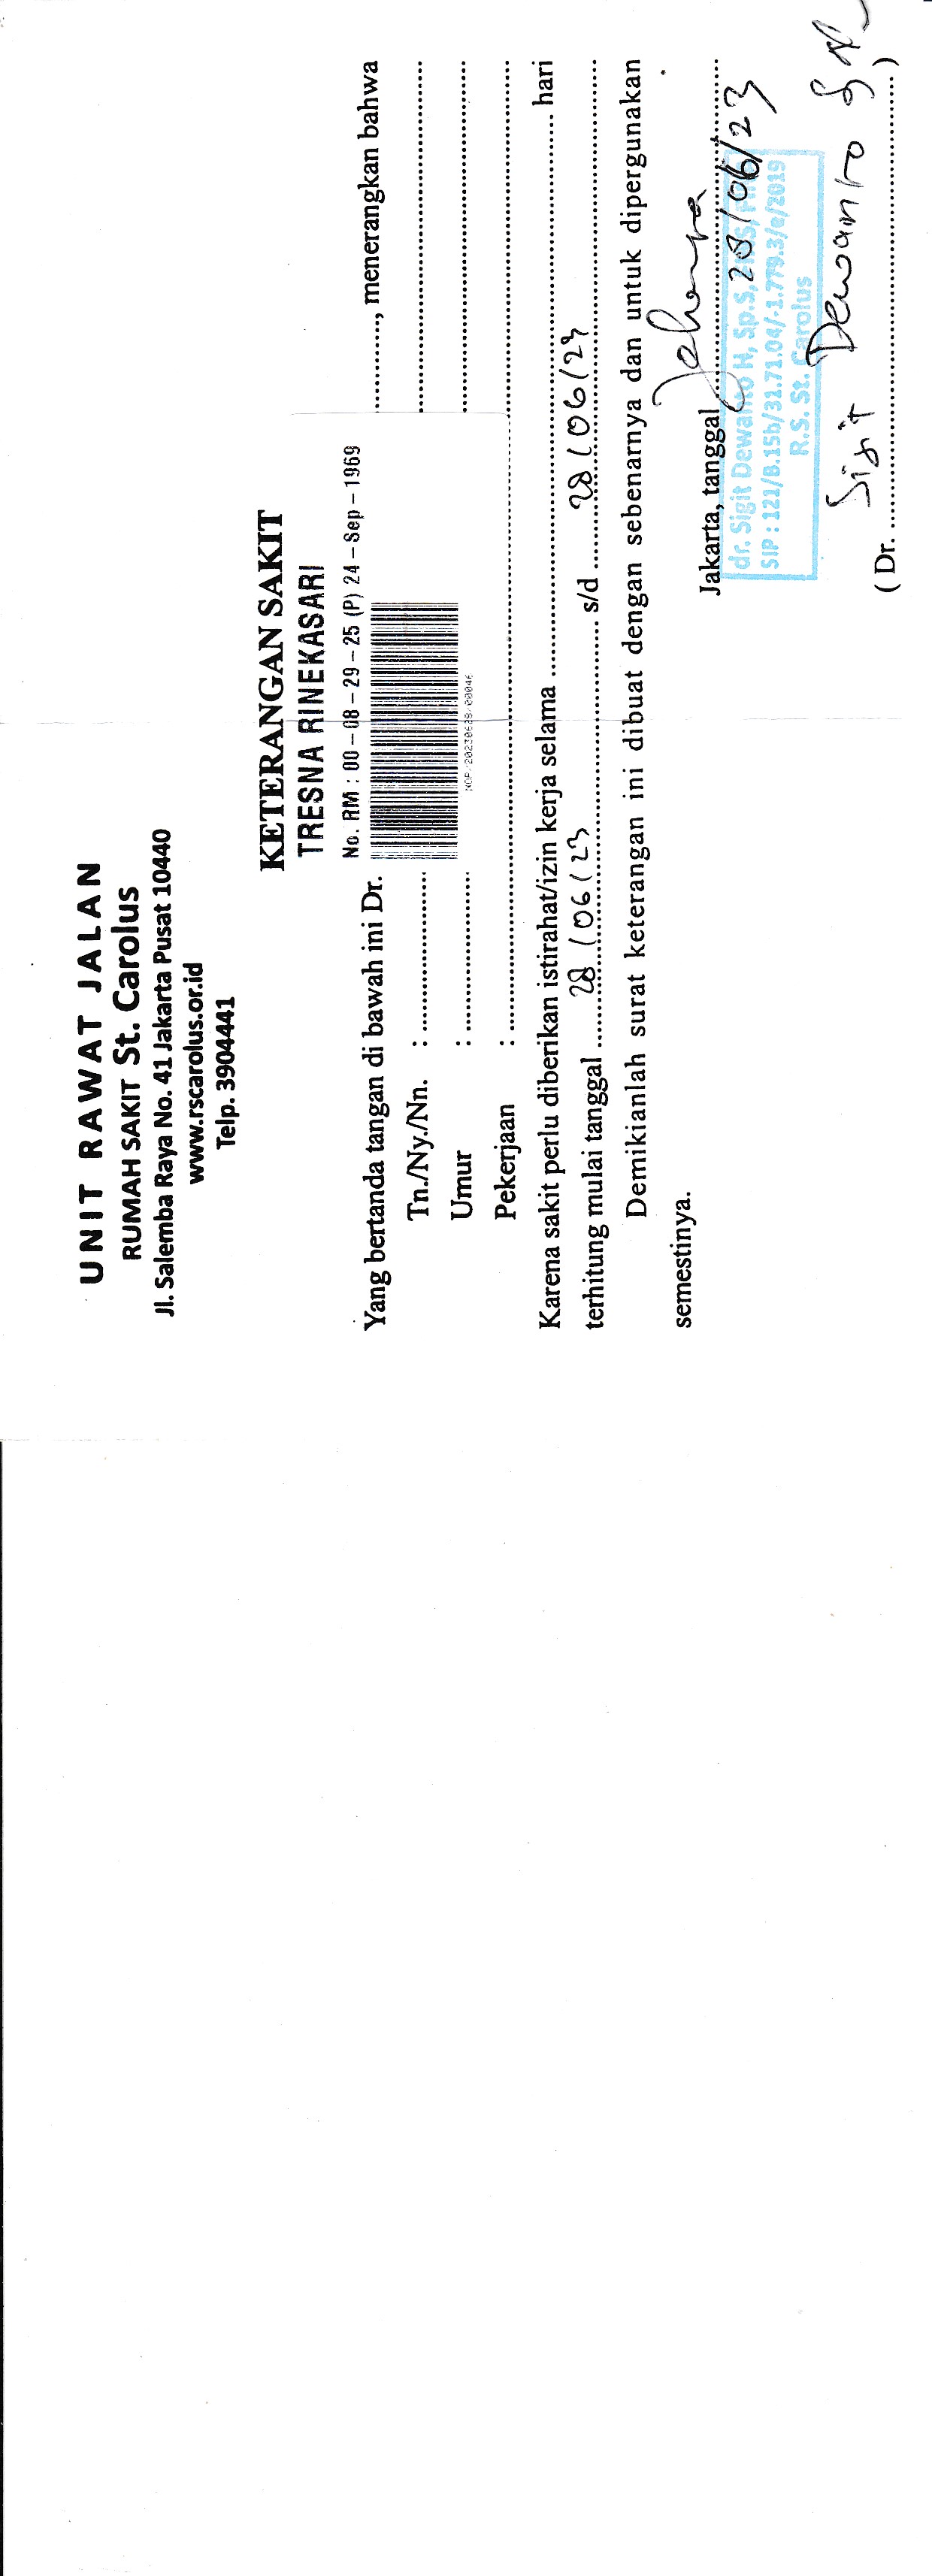 UNIT RAWAT JALAN
RUMAH SAKIT St. Carolus
Jl. Salemba Raya No. 41 Jakarta Pusat 10440
www.rscarolus.or.id
Telp. 3904441
KETERANGAN SAKIT
TRESNA RINEKASARI
No. RM : 00-08-29-25 (P) 24-Sep-1969
Yang bertanda tangan di bawah ini Dr. ............, menerangkan bahwa
Tn./Ny./Nn. :
NOP/20230628/00046
Umur :
Pekerjaan :
Karena sakit perlu diberikan istirahat/izin kerja selama ............ hari
terhitung mulai tanggal 28/06/23 s/d 28/06/23
Demikianlah surat keterangan ini dibuat dengan sebenarnya dan untuk dipergunakan
semestinya.
Jakarta, tanggal
28/06/23
dr. Sigit Dewanto H, Sp.S,
SIP : 121/B.15b/31.71.04/-1.779.3/e/2019
R.S. St. Carolus
Sigit Dewanto
( Dr. ............ )